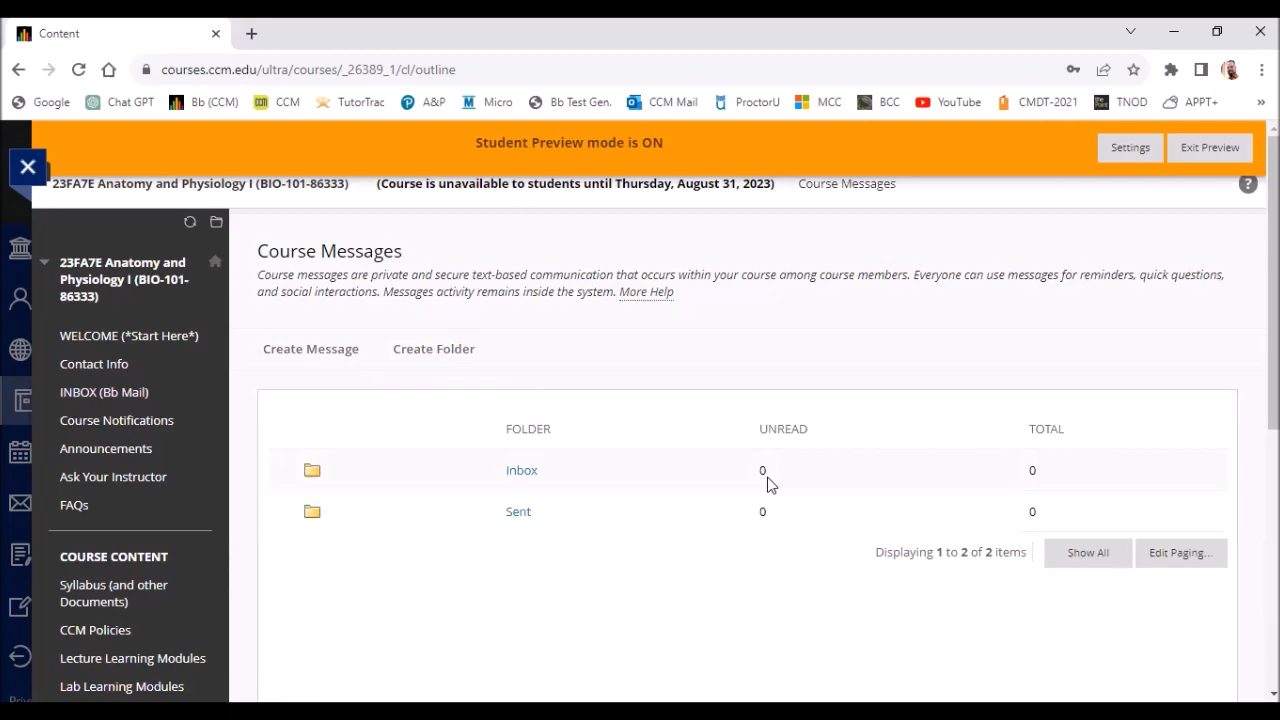 Content
courses.ccm.edu/ultra/courses/_26389_1/cl/outline
Google Chat GPT Bb (CCM) CCM TutorTrac A&P Micro Bb Test Gen. CCM Mail ProctorU MCC BCC YouTube CMDT-2021 TNOD APPT+ »
Student Preview mode is ON
Settings
Exit Preview
23FA7E Anatomy and Physiology I (BIO-101-86333) (Course is unavailable to students until Thursday, August 31, 2023) Course Messages
23FA7E Anatomy and
Physiology I (BIO-101-
86333)
WELCOME (*Start Here*)
Contact Info
INBOX (Bb Mail)
Course Notifications
Announcements
Ask Your Instructor
FAQs
COURSE CONTENT
Syllabus (and other
Documents)
CCM Policies
Lecture Learning Modules
Lab Learning Modules
Course Messages
Course messages are private and secure text-based communication that occurs within your course among course members. Everyone can use messages for reminders, quick questions,
and social interactions. Messages activity remains inside the system. More Help
Create Message Create Folder
FOLDER UNREAD TOTAL
Inbox 0 0
Sent 0 0
Displaying 1 to 2 of 2 items Show All Edit Paging...